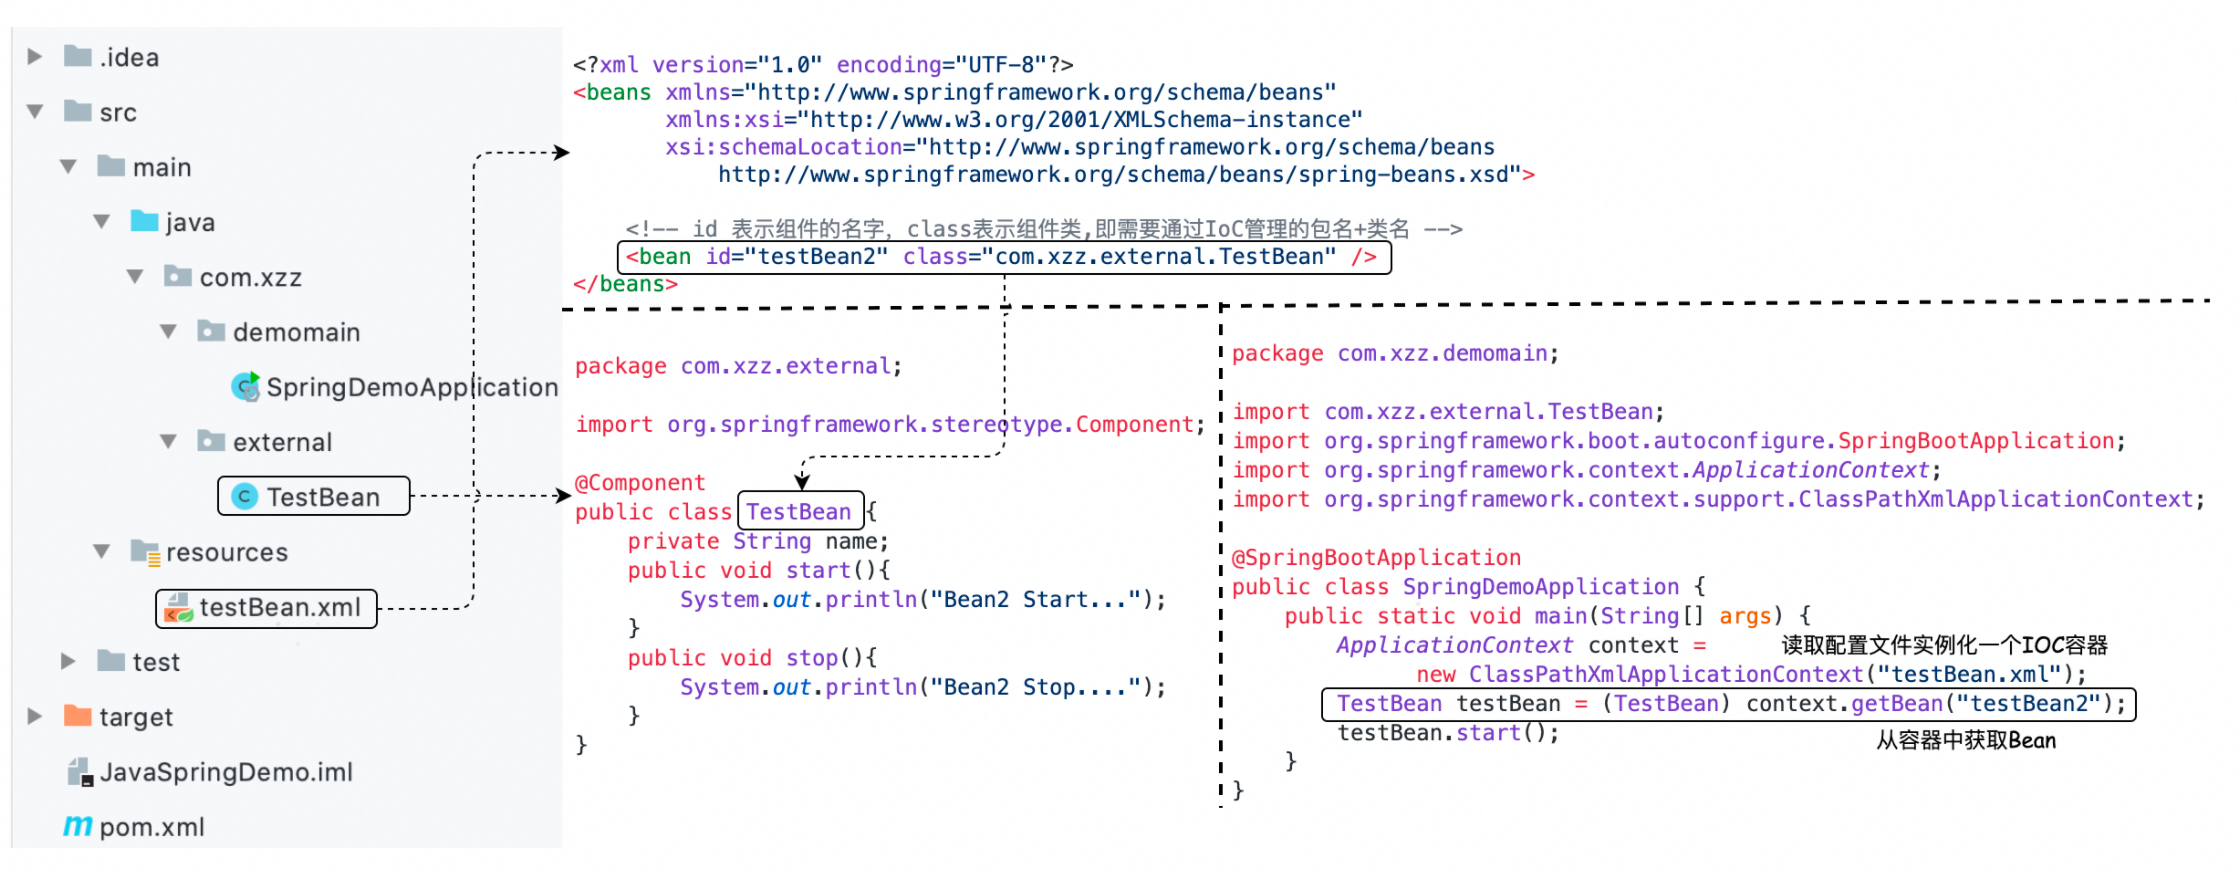 .idea
src
main
java
com.xzz
demomain
SpringDemoApplication
external
TestBean
resources
testBean.xml
test
target
JavaSpringDemo.iml
pom.xml
<?xml version="1.0" encoding="UTF-8"?>
<beans xmlns="http://www.springframework.org/schema/beans"
xmlns:xsi="http://www.w3.org/2001/XMLSchema-instance"
xsi:schemaLocation="http://www.springframework.org/schema/beans
http://www.springframework.org/schema/beans/spring-beans.xsd">
<!-- id 表示组件的名字, class表示组件类,即需要通过IoC管理的包名+类名 -->
<bean id="testBean2" class="com.xzz.external.TestBean" />
</beans>
package com.xzz.external;
import org.springframework.stereotype.Component;
@Component
public class TestBean {
private String name;
public void start(){
System.out.println("Bean2 Start...");
}
public void stop(){
System.out.println("Bean2 Stop....");
}
}
package com.xzz.demomain;
import com.xzz.external.TestBean;
import org.springframework.boot.autoconfigure.SpringBootApplication;
import org.springframework.context.ApplicationContext;
import org.springframework.context.support.ClassPathXmlApplicationContext;
@SpringBootApplication
public class SpringDemoApplication {
public static void main(String[] args) {
ApplicationContext context = 读取配置文件实例化一个IOC容器
new ClassPathXmlApplicationContext("testBean.xml");
TestBean testBean = (TestBean) context.getBean("testBean2");
testBean.start();
从容器中获取Bean
}
}